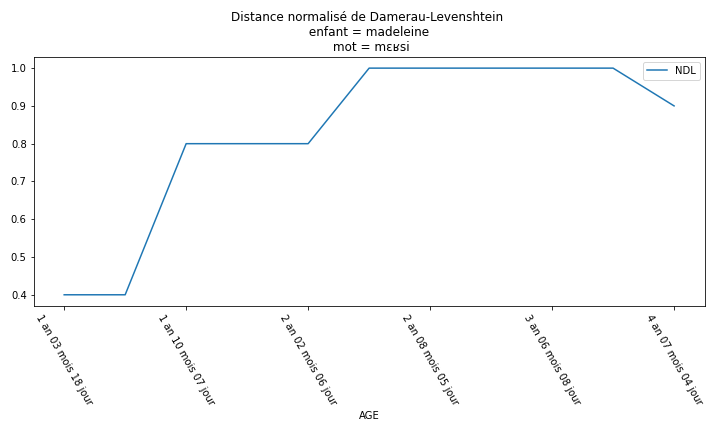 Distance normalisé de Damerau-Levenshtein
enfant = madeleine
mot = mɛʁsi
NDL
1.0
0.9
0.8
0.7
0.6
0.5
0.4
1 an 03 mois 18 jour
1 an 10 mois 07 jour
2 an 02 mois 06 jour
2 an 08 mois 05 jour
3 an 06 mois 08 jour
4 an 07 mois 04 jour
AGE